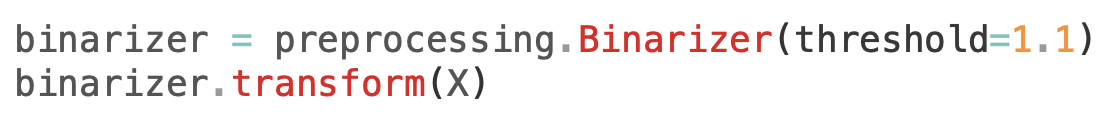 binarizer = preprocessing.Binarizer(threshold=1.1)
binarizer.transform(X)